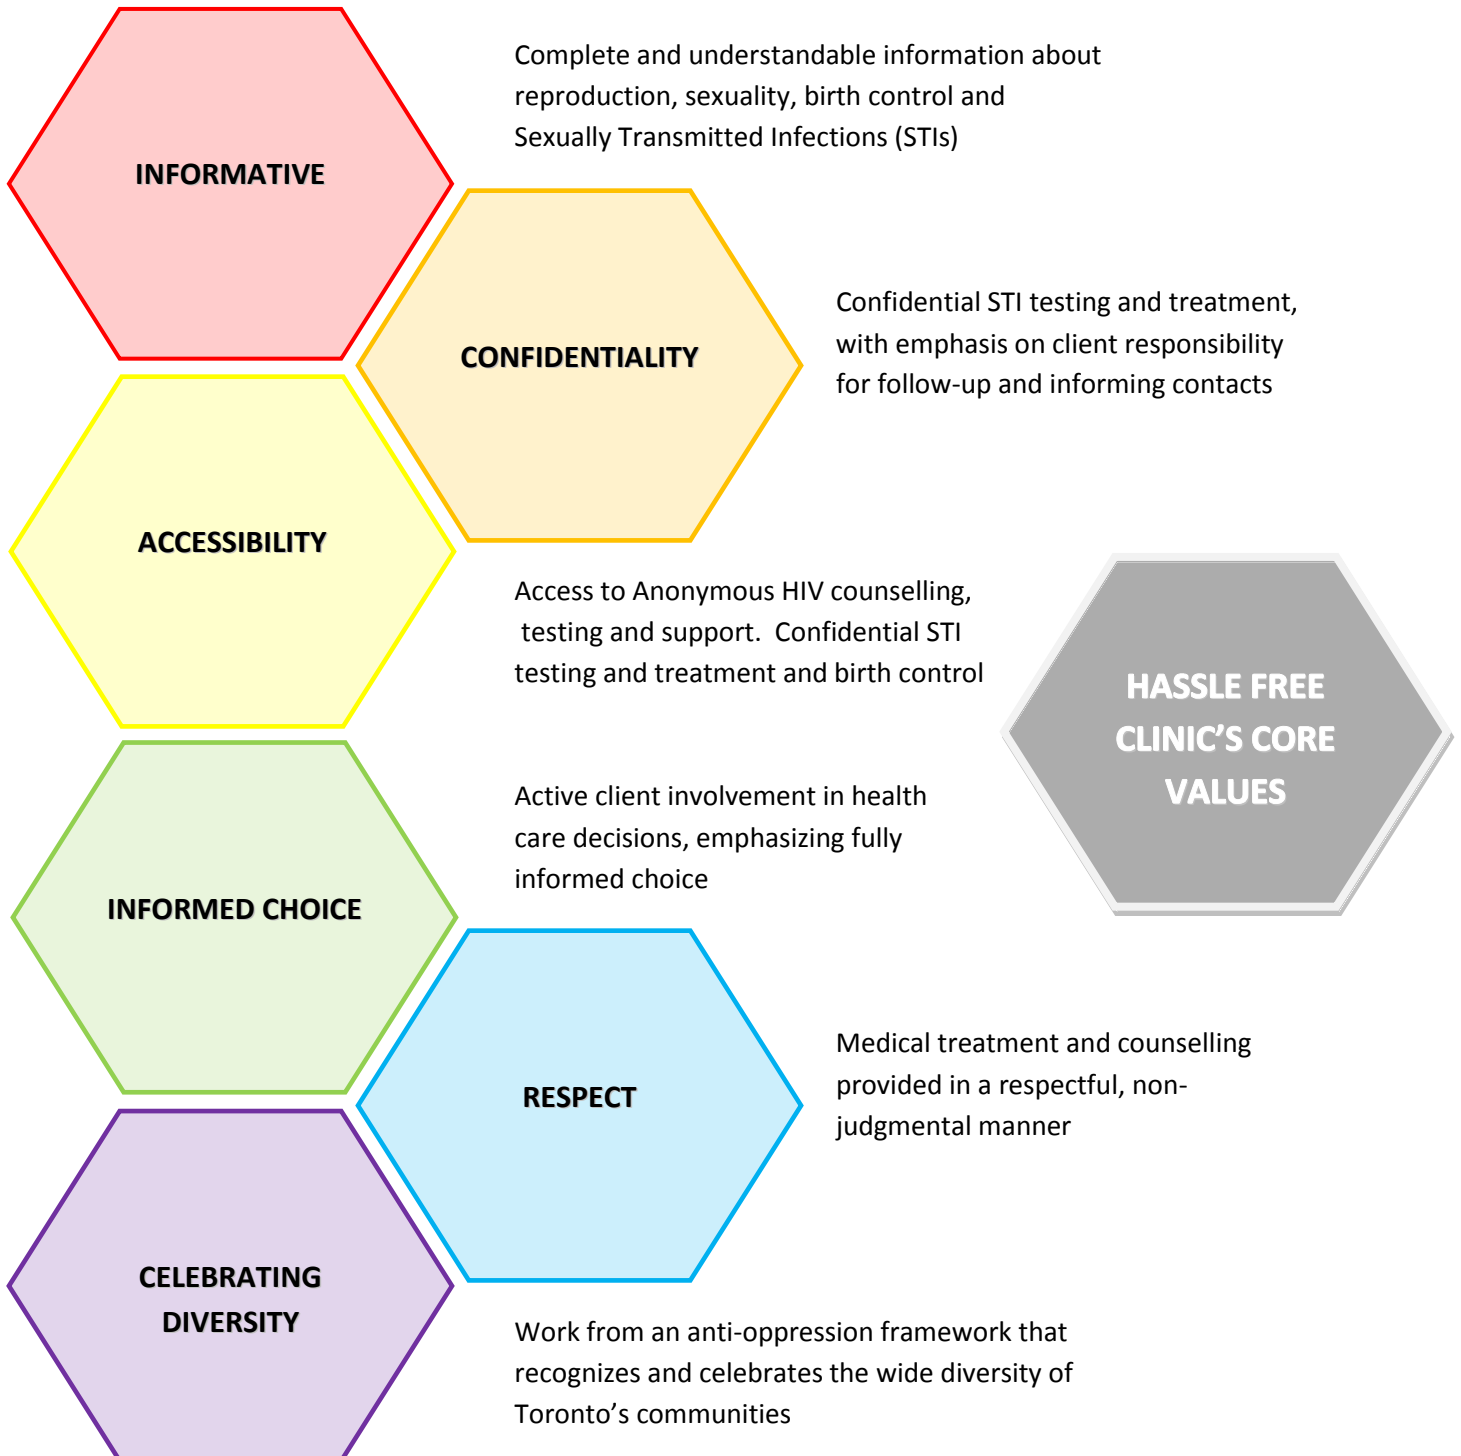 INFORMATIVE
Complete and understandable information about
reproduction, sexuality, birth control and
Sexually Transmitted Infections (STIs)
CONFIDENTIALITY
Confidential STI testing and treatment,
with emphasis on client responsibility
for follow-up and informing contacts
ACCESSIBILITY
Access to Anonymous HIV counselling,
testing and support.  Confidential STI
testing and treatment and birth control
HASSLE FREE
CLINIC’S CORE
VALUES
INFORMED CHOICE
Active client involvement in health
care decisions, emphasizing fully
informed choice
RESPECT
Medical treatment and counselling
provided in a respectful, non-
judgmental manner
CELEBRATING
DIVERSITY
Work from an anti-oppression framework that
recognizes and celebrates the wide diversity of
Toronto’s communities